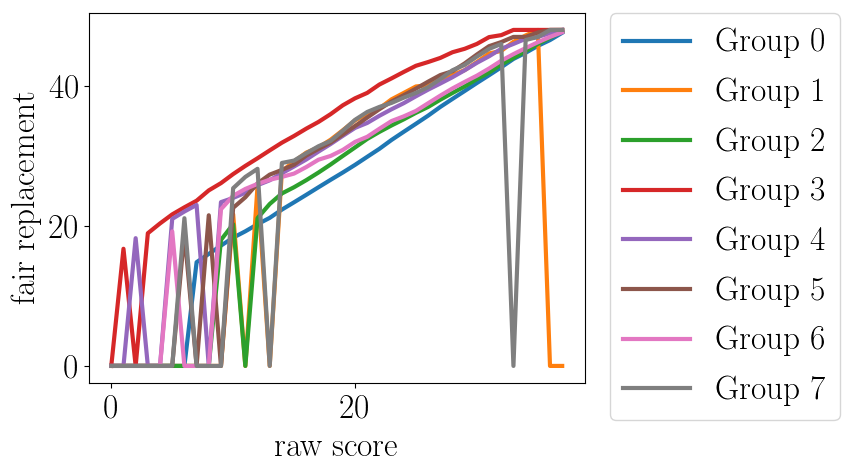 fair replacement
40
20
0
0
20
raw score
Group 0
Group 1
Group 2
Group 3
Group 4
Group 5
Group 6
Group 7